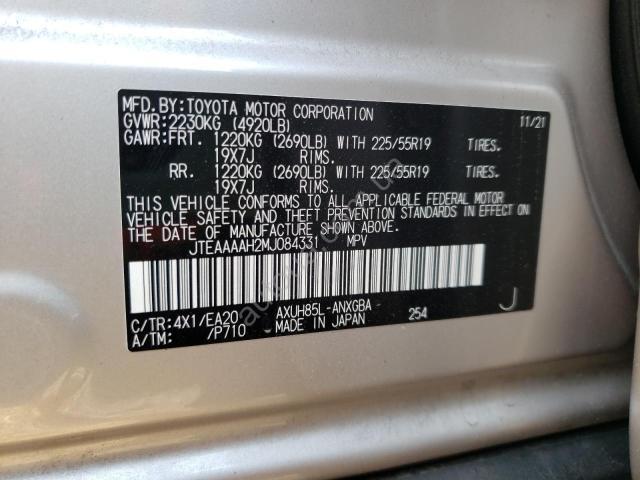 MFD.BY:TOYOTA MOTOR CORPORATION 11/21
GVWR:2230KG (4920LB)
GAWR:FRT. 1220KG (2690LB) WITH 225/55R19 TIRES.
19X7J RIMS.
RR. 1220KG (2690LB) WITH 225/55R19 TIRES.
19X7J RIMS.
THIS VEHICLE CONFORMS TO ALL APPLICABLE FEDERAL MOTOR
VEHICLE SAFETY AND THEFT PREVENTION STANDARDS IN EFFECT ON
THE DATE OF MANUFACTURE SHOWN ABOVE.
JTEAAAAH2MJ084331 MPV
C/TR:4X1/EA20 AXUH85L-ANXGBA 254 J
A/TM: /P710 MADE IN JAPAN